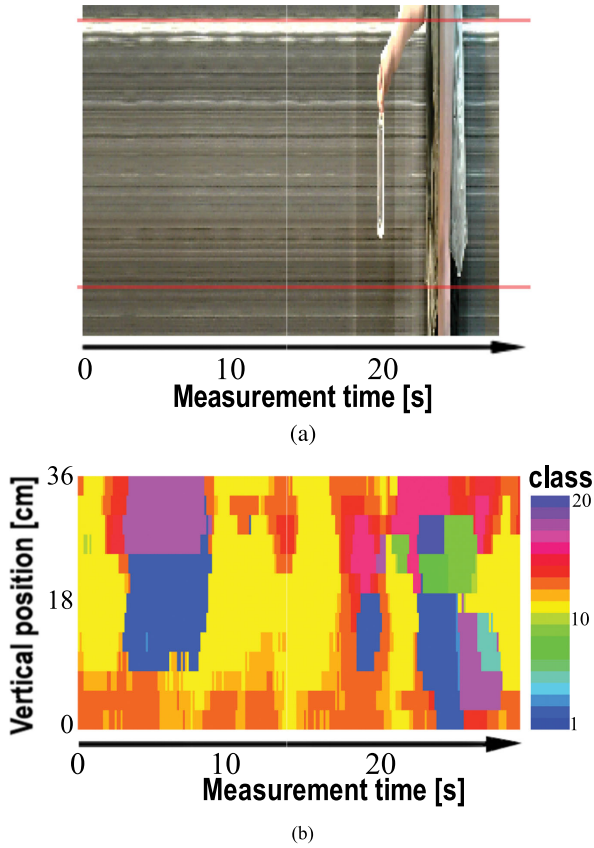 0 10 20
Measurement time [s]
(a)
Vertical position [cm]
36
18
0
class
20
10
1
0 10 20
Measurement time [s]
(b)